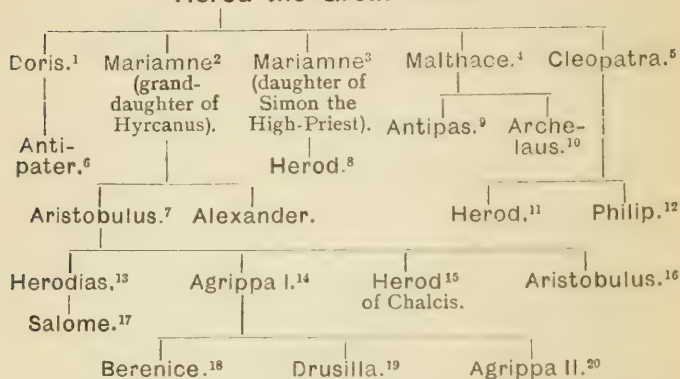 Herod the Great
Doris.¹
Mariamne²
(grand-
daughter of
Hyrcanus).
Mariamne³
(daughter of
Simon the
High-Priest).
Malthace.⁴
Cleopatra.⁵
Anti-
pater.⁶
Herod.⁸
Antipas.⁹
Arche-
laus.¹⁰
Aristobulus.⁷
Alexander.
Herod.¹¹
Philip.¹²
Herodias.¹³
Agrippa I.¹⁴
Herod¹⁵
of Chalcis.
Aristobulus.¹⁶
Salome.¹⁷
Berenice.¹⁸
Drusilla.¹⁹
Agrippa II.²⁰